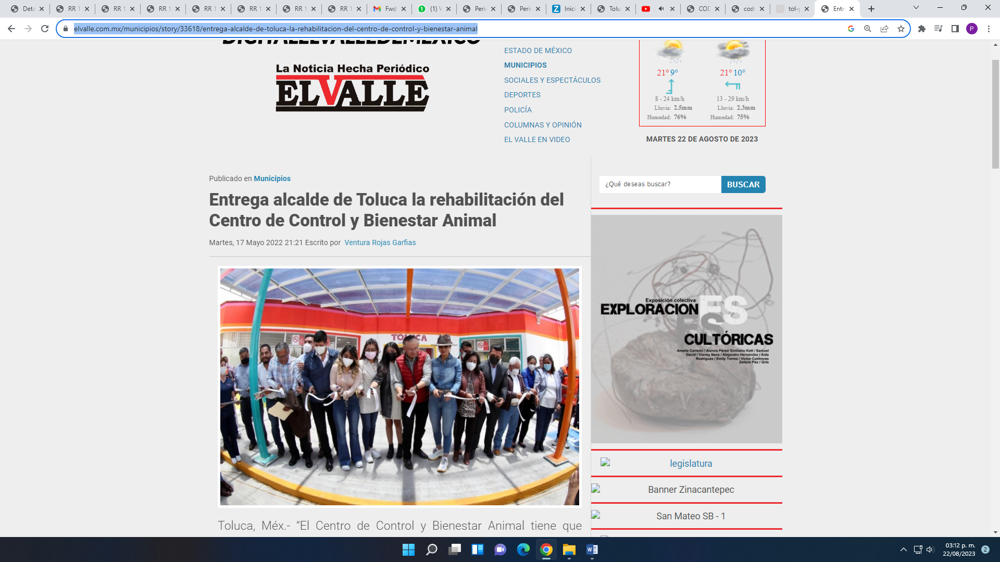 Deta
RR 1
RR 1
RR 1
RR 1
RR 1
RR 1
RR 1
Fwd
(1) V
Peri
Peri
Inici
Tolu
COD
cod
tol-p
Entr
elvalle.com.mx/municipios/story/33618/entrega-alcalde-de-toluca-la-rehabilitacion-del-centro-de-control-y-bienestar-animal
P
DIGITALELVALLEDEMÉXICO
La Noticia Hecha Periódico
EL VALLE
ESTADO DE MÉXICO
MUNICIPIOS
SOCIALES Y ESPECTÁCULOS
DEPORTES
POLICÍA
COLUMNAS Y OPINIÓN
EL VALLE EN VIDEO
21° 9°
8 - 24 km/h
Lluvia: 2.5mm
Humedad: 76%
21° 10°
13 - 29 km/h
Lluvia: 2.3mm
Humedad: 75%
MARTES 22 DE AGOSTO DE 2023
Publicado en Municipios
Entrega alcalde de Toluca la rehabilitación del
Centro de Control y Bienestar Animal
Martes, 17 Mayo 2022 21:21 Escrito por Ventura Rojas Garfias
TOLUCA
Toluca, Méx.- “El Centro de Control y Bienestar Animal tiene que
¿Qué deseas buscar?
BUSCAR
Exposición colectiva
EXPLORACIONES
ES
CULTÓRICAS
Amelie Carreón / Aurora Pérez/ Emiliano Katt / Samuel
David / Vianey Nava / Alejandro Hernández / Aida
Rodríguez / Emily Torres / Víctor Contreras
Zeltzin Paz / Gris
legislatura
Banner Zinacantepec
San Mateo SB - 1
03:12 p. m.
22/08/2023
2